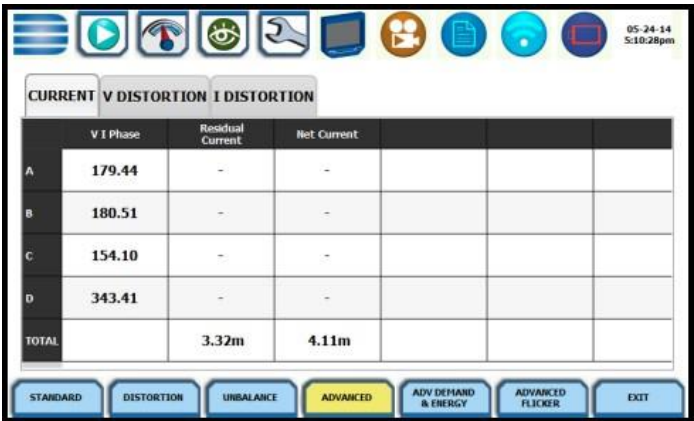 05-24-14
5:10:28pm
CURRENT V DISTORTION I DISTORTION
V I Phase Residual Current Net Current
A 179.44 - -
B 180.51 - -
C 154.10 - -
D 343.41 - -
TOTAL 3.32m 4.11m
STANDARD DISTORTION UNBALANCE ADVANCED ADV DEMAND & ENERGY ADVANCED FLICKER EXIT